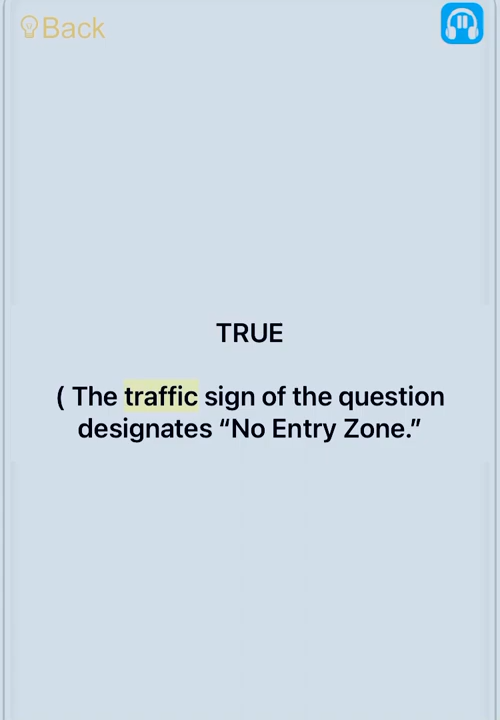 Back
TRUE
( The traffic sign of the question
designates “No Entry Zone.”